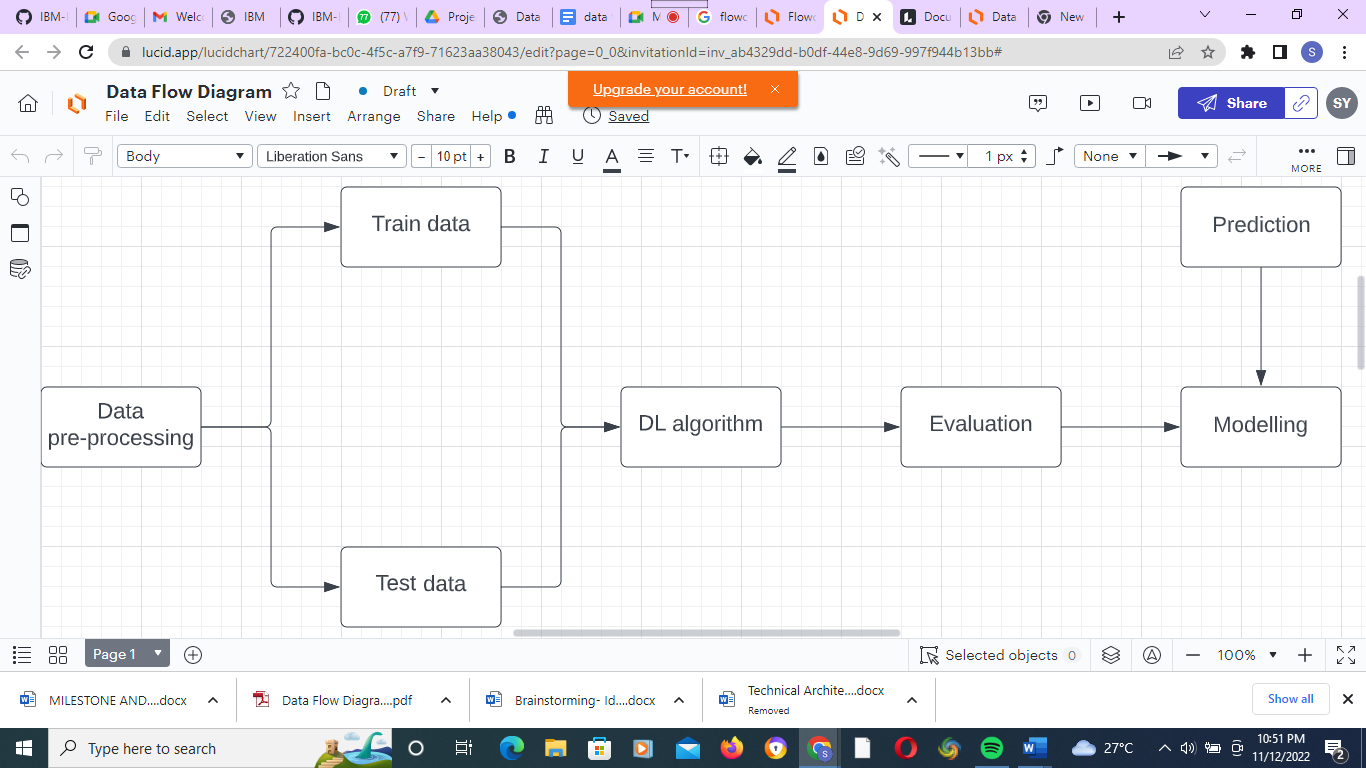 IBM-
Goog
Welc
IBM
IBM-
(77) \
Proje
Data
data
M
flowc
Flow
D
Docu
Data
New
lucid.app/lucidchart/722400fa-bc0c-4f5c-a7f9-71623aa38043/edit?page=0_0&invitationId=inv_ab4329dd-b0df-44e8-9d69-997f944b13bb#
S
Upgrade your account!
Data Flow Diagram
Draft
File Edit Select View Insert Arrange Share Help
Saved
Share
SY
Body
Liberation Sans
- 10 pt +
B I U A T
1 px
None
MORE
Train data
Prediction
Data
pre-processing
DL algorithm
Evaluation
Modelling
Test data
Page 1
Selected objects 0
100%
MILESTONE AND....docx
Data Flow Diagra....pdf
Brainstorming- Id....docx
Technical Archite....docx
Removed
Show all
Type here to search
27°C
10:51 PM
11/12/2022
2